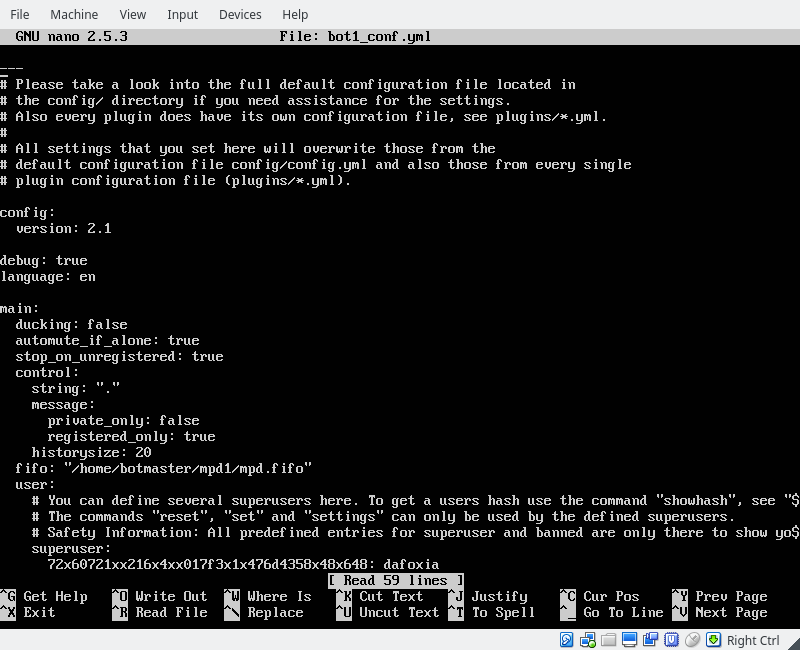 File Machine View Input Devices Help
GNU nano 2.5.3 File: bot1_conf.yml
---
# Please take a look into the full default configuration file located in
# the config/ directory if you need assistance for the settings.
# Also every plugin does have its own configuration file, see plugins/*.yml.
#
# All settings that you set here will overwrite those from the
# default configuration file config/config.yml and also those from every single
# plugin configuration file (plugins/*.yml).
config:
  version: 2.1
debug: true
language: en
main:
  ducking: false
  automute_if_alone: true
  stop_on_unregistered: true
  control:
    string: "."
    message:
      private_only: false
      registered_only: true
    historysize: 20
  fifo: "/home/botmaster/mpd1/mpd.fifo"
  user:
    # You can define several superusers here. To get a users hash use the command "showhash", see "$
    # The commands "reset", "set" and "settings" can only be used by the defined superusers.
    # Safety Information: All predefined entries for superuser and banned are only there to show yo$
    superuser:
      72x60721xx216x4xx017f3x1x476d4358x48x648: dafoxia
[ Read 59 lines ]
^G Get Help ^O Write Out ^W Where Is ^K Cut Text ^J Justify ^C Cur Pos ^Y Prev Page
^X Exit ^R Read File ^\ Replace ^U Uncut Text ^T To Spell ^_ Go To Line ^V Next Page
Right Ctrl